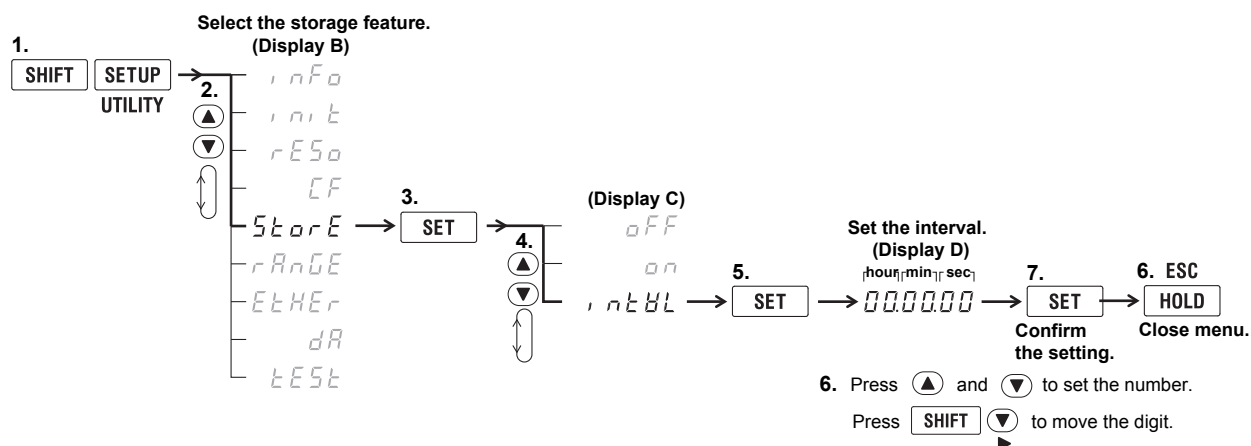 Select the storage feature.
(Display B)
1.
SHIFT SETUP
UTILITY
2.
inFo
init
rESo
CF
StorE
rAnGE
EtHEr
dA
tESt
3.
SET
4.
(Display C)
oFF
on
intVAL
5.
SET
Set the interval.
(Display D)
hour min sec
00.00.00
7.
SET
Confirm
the setting.
6. ESC
HOLD
Close menu.
6. Press ▲ and ▼ to set the number.
Press SHIFT ▼ to move the digit.